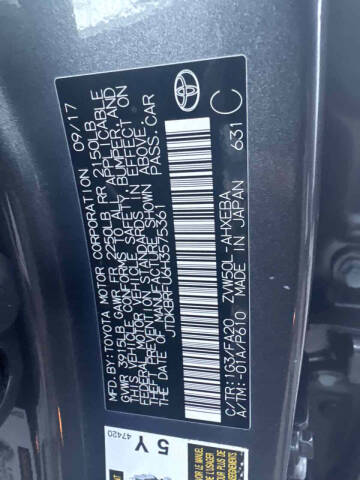 MFD. BY: TOYOTA MOTOR CORPORATION 09/17
GVWR 3915LB GAWR FR 2250LB RR 2150LB
THIS VEHICLE CONFORMS TO ALL APPLICABLE
FEDERAL MOTOR VEHICLE SAFETY, BUMPER, AND
THEFT PREVENTION STANDARDS IN EFFECT ON
THE DATE OF MANUFACTURE SHOWN ABOVE.
JTDKBRFU6H3575361 PASS.CAR
C/TR:1G3/FA20 ZVW50L-AHXEBA
A/TM:-01A/P610 MADE IN JAPAN 631
C
TOYOTA
5 Y
47420